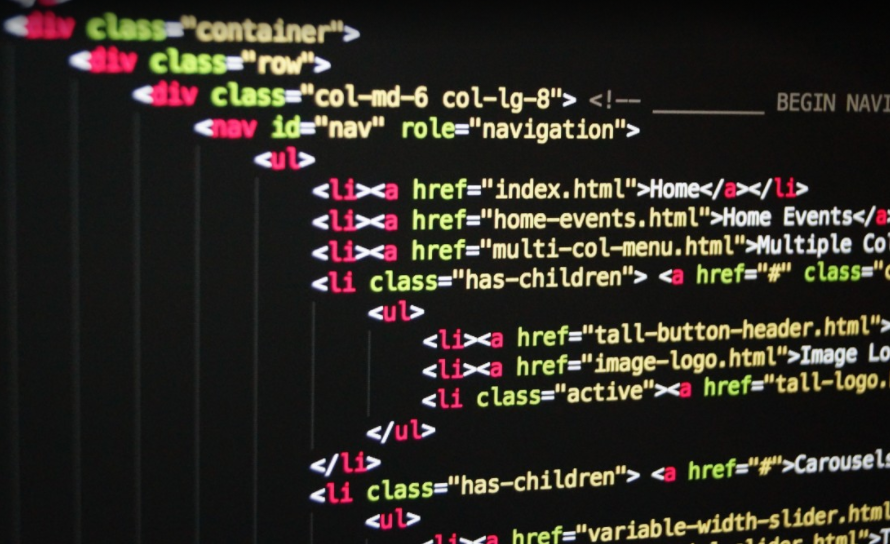 <div class="container">
<div class="row">
<div class="col-md-6 col-lg-8"> <!-- ________ BEGIN NAVI
<nav id="nav" role="navigation">
<ul>
<li><a href="index.html">Home</a></li>
<li><a href="home-events.html">Home Events</a>
<li><a href="multi-col-menu.html">Multiple Co
<li class="has-children"> <a href="#" class="
<ul>
<li><a href="tall-button-header.html">
<li><a href="image-logo.html">Image Lo
<li class="active"><a href="tall-logo.
</ul>
</li>
<li class="has-children"> <a href="#">Carousels
<ul>
<li><a href="variable-width-slider.html
slider.html">